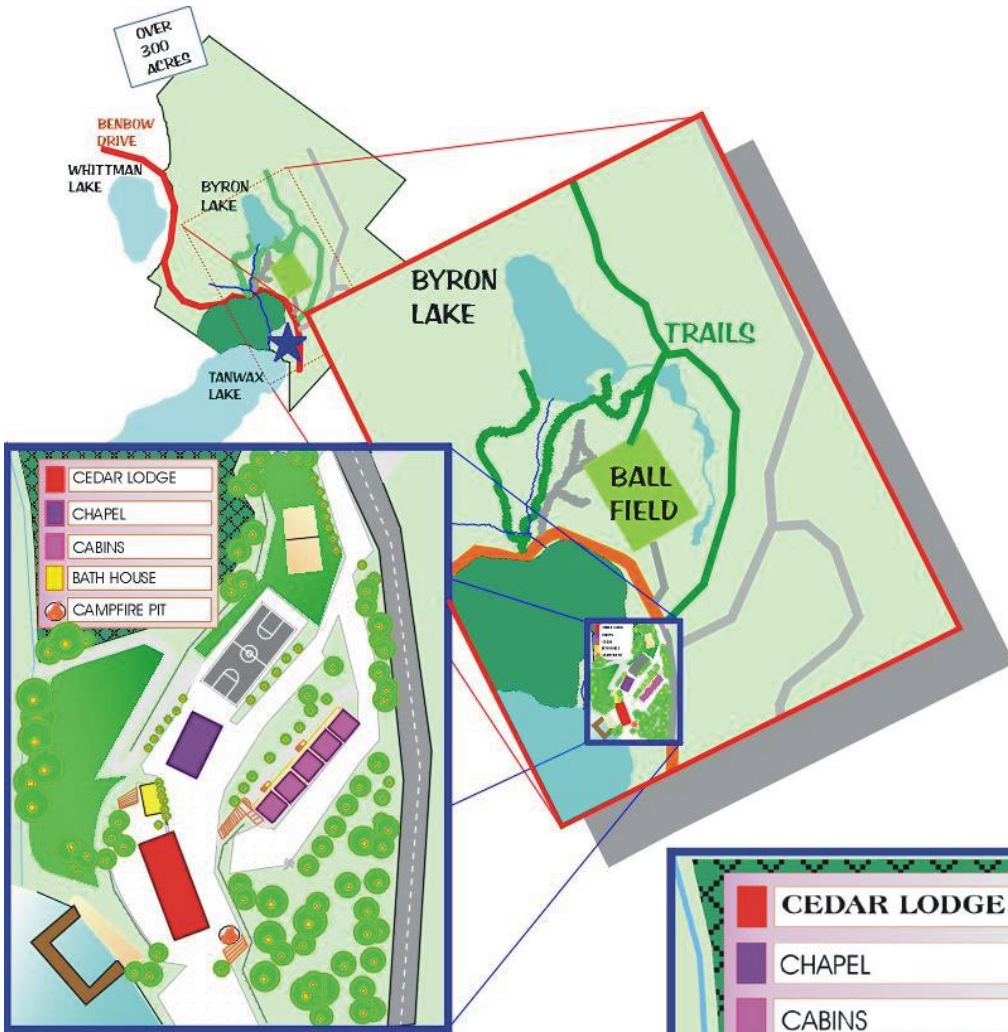 OVER
300
ACRES
BENBOW
DRIVE
WHITTMAN
LAKE
BYRON
LAKE
TANWAX
LAKE
BYRON
LAKE
TRAILS
BALL
FIELD
CEDAR LODGE
CHAPEL
CABINS
BATH HOUSE
CAMPFIRE PIT
CEDAR LODGE
CHAPEL
CABINS